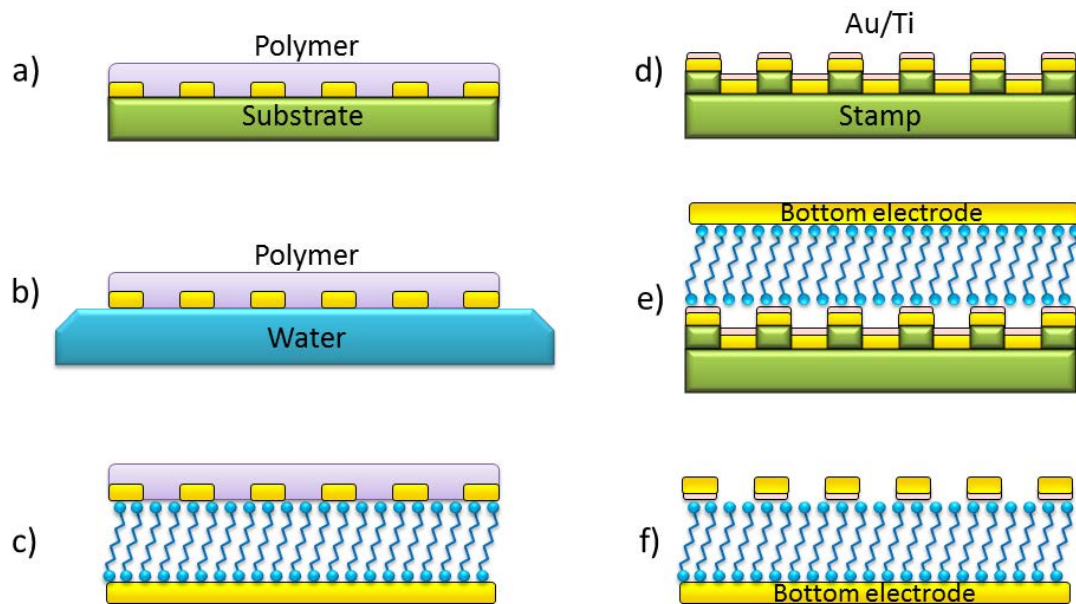 a)
Polymer
Substrate
b)
Polymer
Water
c)
Au/Ti
d)
Stamp
Bottom electrode
e)
f)
Bottom electrode